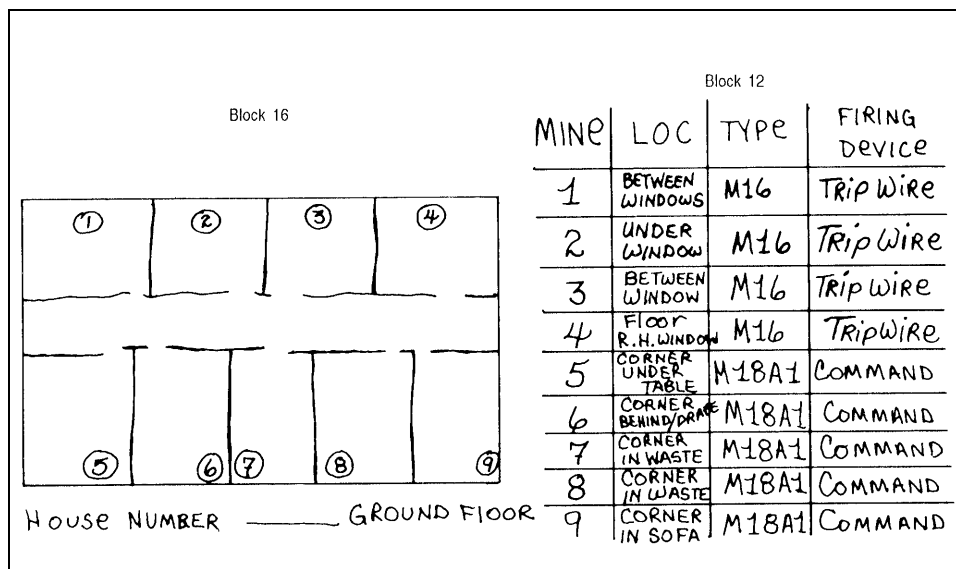 Block 16
① ② ③ ④
⑤ ⑥ ⑦ ⑧ ⑨
HOUSE NUMBER ______ GROUND FLOOR
Block 12
MINE LOC TYPE FIRING DEVICE
1 BETWEEN WINDOWS M16 TRIP WIRE
2 UNDER WINDOW M16 TRIP WIRE
3 BETWEEN WINDOW M16 TRIP WIRE
4 Floor R.H. WINDOW M16 TRIP WIRE
5 CORNER UNDER TABLE M18A1 COMMAND
6 CORNER BEHIND/DRAPE M18A1 COMMAND
7 CORNER IN WASTE M18A1 COMMAND
8 CORNER IN WASTE M18A1 COMMAND
9 CORNER IN SOFA M18A1 COMMAND